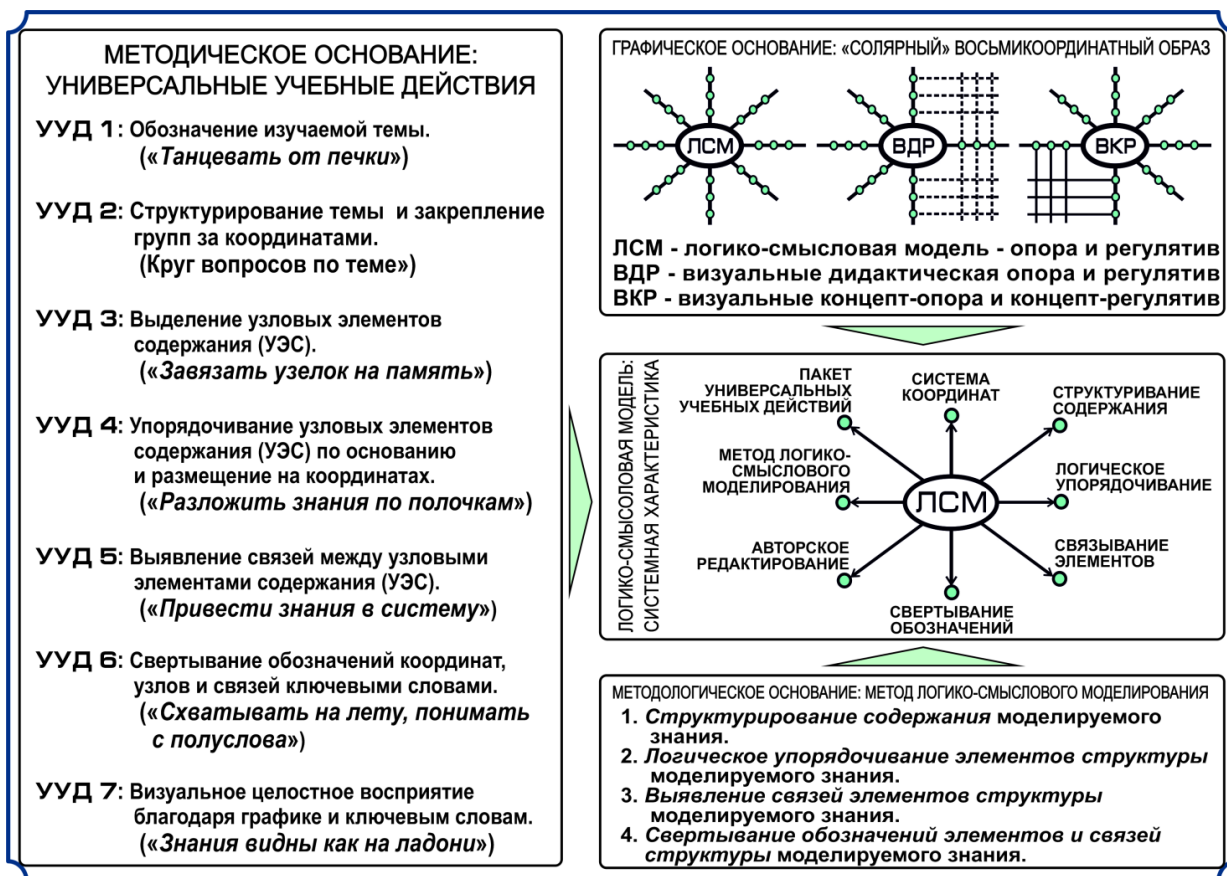 МЕТОДИЧЕСКОЕ ОСНОВАНИЕ:
УНИВЕРСАЛЬНЫЕ УЧЕБНЫЕ ДЕЙСТВИЯ
УУД 1: Обозначение изучаемой темы.
(«Танцевать от печки»)
УУД 2: Структурирование темы и закрепление
групп за координатами.
(Круг вопросов по теме»)
УУД 3: Выделение узловых элементов
содержания (УЭС).
(«Завязать узелок на память»)
УУД 4: Упорядочивание узловых элементов
содержания (УЭС) по основанию
и размещение на координатах.
(«Разложить знания по полочкам»)
УУД 5: Выявление связей между узловыми
элементами содержания (УЭС).
(«Привести знания в систему»)
УУД 6: Свертывание обозначений координат,
узлов и связей ключевыми словами.
(«Схватывать на лету, понимать
с полуслова»)
УУД 7: Визуальное целостное восприятие
благодаря графике и ключевым словам.
(«Знания видны как на ладони»)
ГРАФИЧЕСКОЕ ОСНОВАНИЕ: «СОЛЯРНЫЙ» ВОСЬМИКООРДИНАТНЫЙ ОБРАЗ
ЛСМ
ВДР
ВКР
ЛСМ - логико-смысловая модель - опора и регулятив
ВДР - визуальные дидактическая опора и регулятив
ВКР - визуальные концепт-опора и концепт-регулятив
ЛОГИКО-СМЫСОЛОВАЯ МОДЕЛЬ:
СИСТЕМНАЯ ХАРАКТЕРИСТИКА
ПАКЕТ
УНИВЕРСАЛЬНЫХ
УЧЕБНЫХ ДЕЙСТВИЙ
СИСТЕМА
КООРДИНАТ
СТРУКТУРИВАНИЕ
СОДЕРЖАНИЯ
МЕТОД ЛОГИКО-
СМЫСЛОВОГО
МОДЕЛИРОВАНИЯ
ЛСМ
ЛОГИЧЕСКОЕ
УПОРЯДОЧИВАНИЕ
АВТОРСКОЕ
РЕДАКТИРОВАНИЕ
СВЯЗЫВАНИЕ
ЭЛЕМЕНТОВ
СВЕРТЫВАНИЕ
ОБОЗНАЧЕНИЙ
МЕТОДОЛОГИЧЕСКОЕ ОСНОВАНИЕ: МЕТОД ЛОГИКО-СМЫСЛОВОГО МОДЕЛИРОВАНИЯ
1. Структурирование содержания моделируемого
знания.
2. Логическое упорядочивание элементов структуры
моделируемого знания.
3. Выявление связей элементов структуры
моделируемого знания.
4. Свертывание обозначений элементов и связей
структуры моделируемого знания.